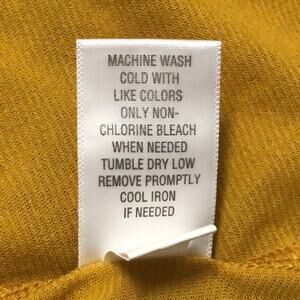 MACHINE WASH
COLD WITH
LIKE COLORS
ONLY NON-
CHLORINE BLEACH
WHEN NEEDED
TUMBLE DRY LOW
REMOVE PROMPTLY
COOL IRON
IF NEEDED